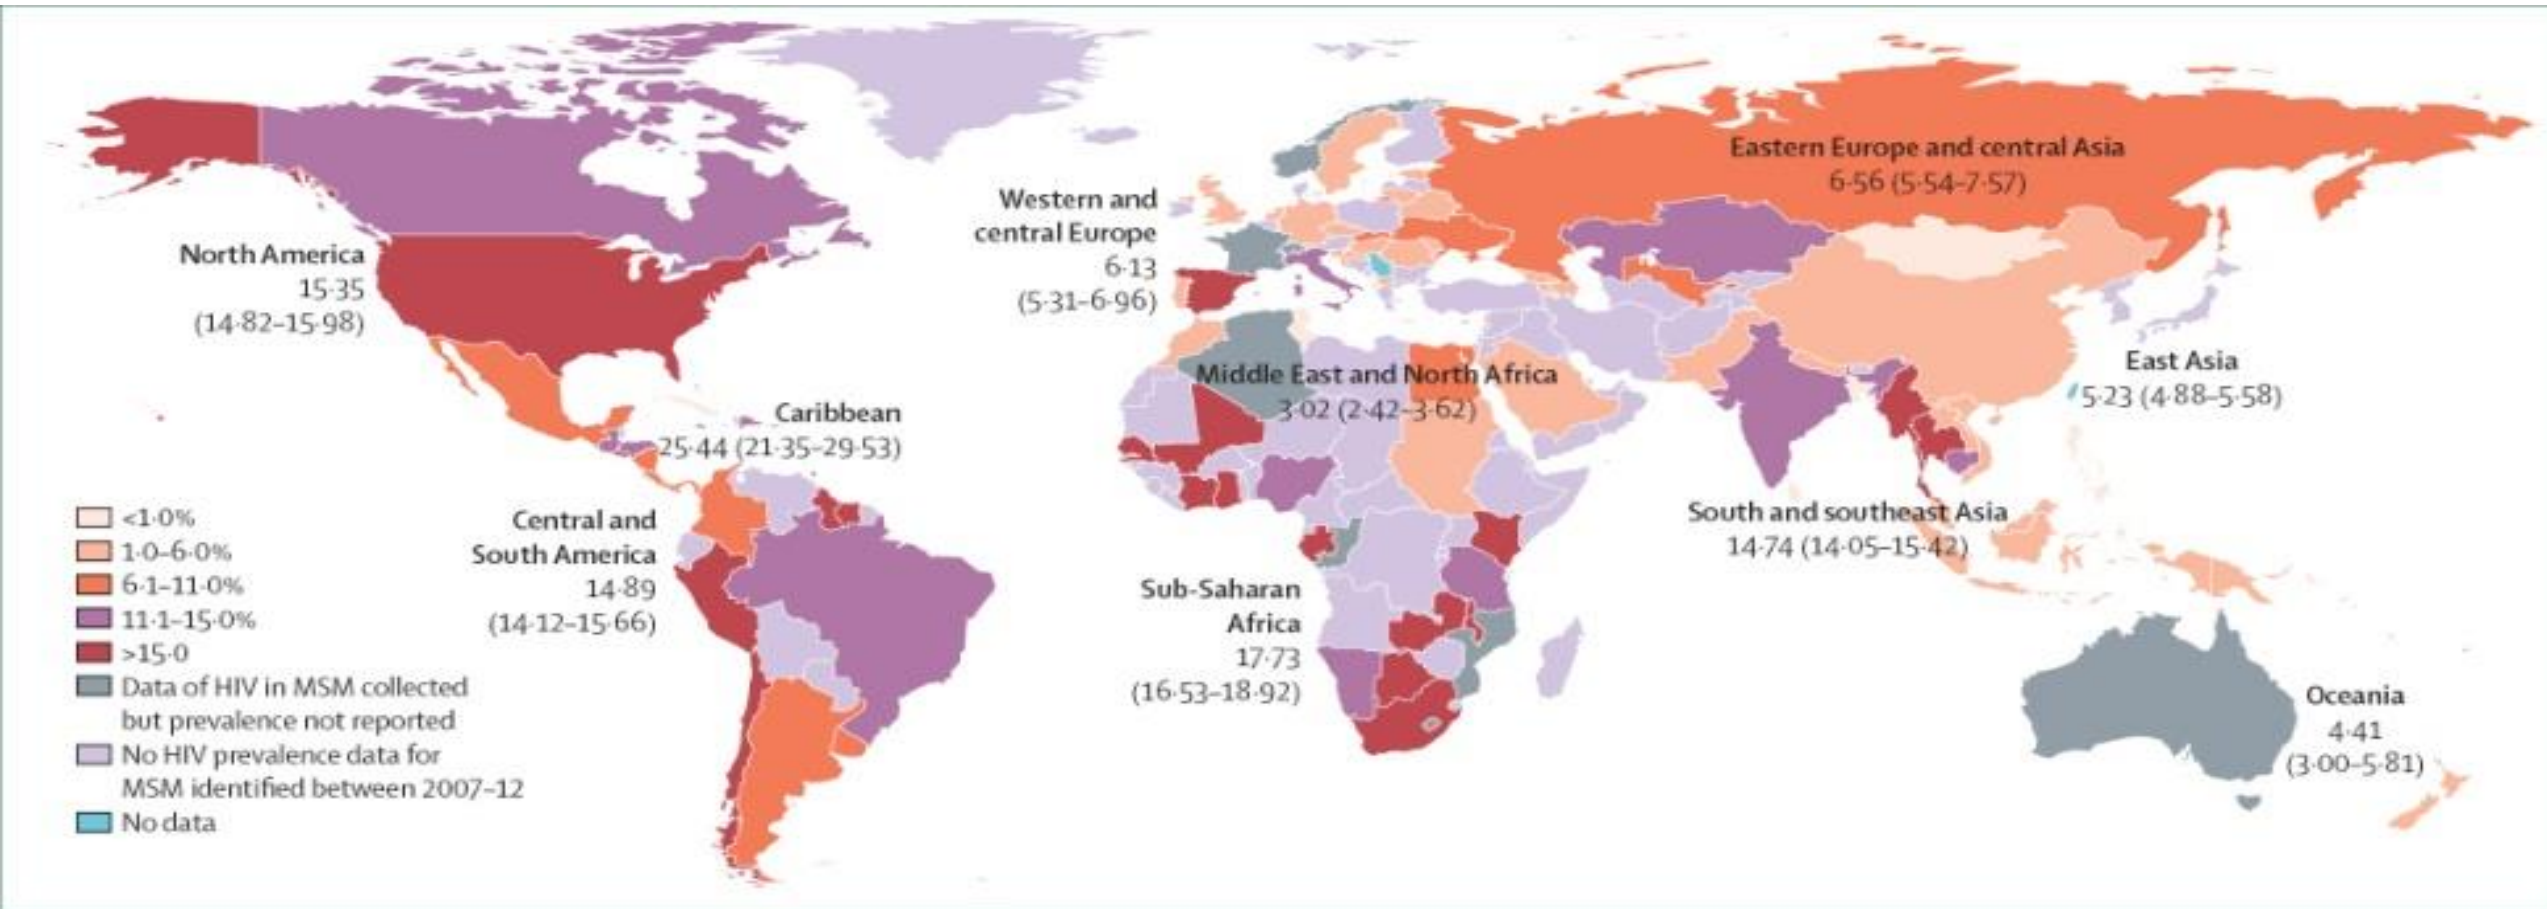 North America
15·35
(14·82–15·98)
Caribbean
25·44 (21·35–29·53)
Central and
South America
14·89
(14·12–15·66)
Western and
central Europe
6·13
(5·31–6·96)
Eastern Europe and central Asia
6·56 (5·54–7·57)
Middle East and North Africa
3·02 (2·42–3·62)
East Asia
5·23 (4·88–5·58)
South and southeast Asia
14·74 (14·05–15·42)
Sub-Saharan
Africa
17·73
(16·53–18·92)
Oceania
4·41
(3·00–5·81)
<1·0%
1·0–6·0%
6·1–11·0%
11·1–15·0%
>15·0
Data of HIV in MSM collected
but prevalence not reported
No HIV prevalence data for
MSM identified between 2007–12
No data